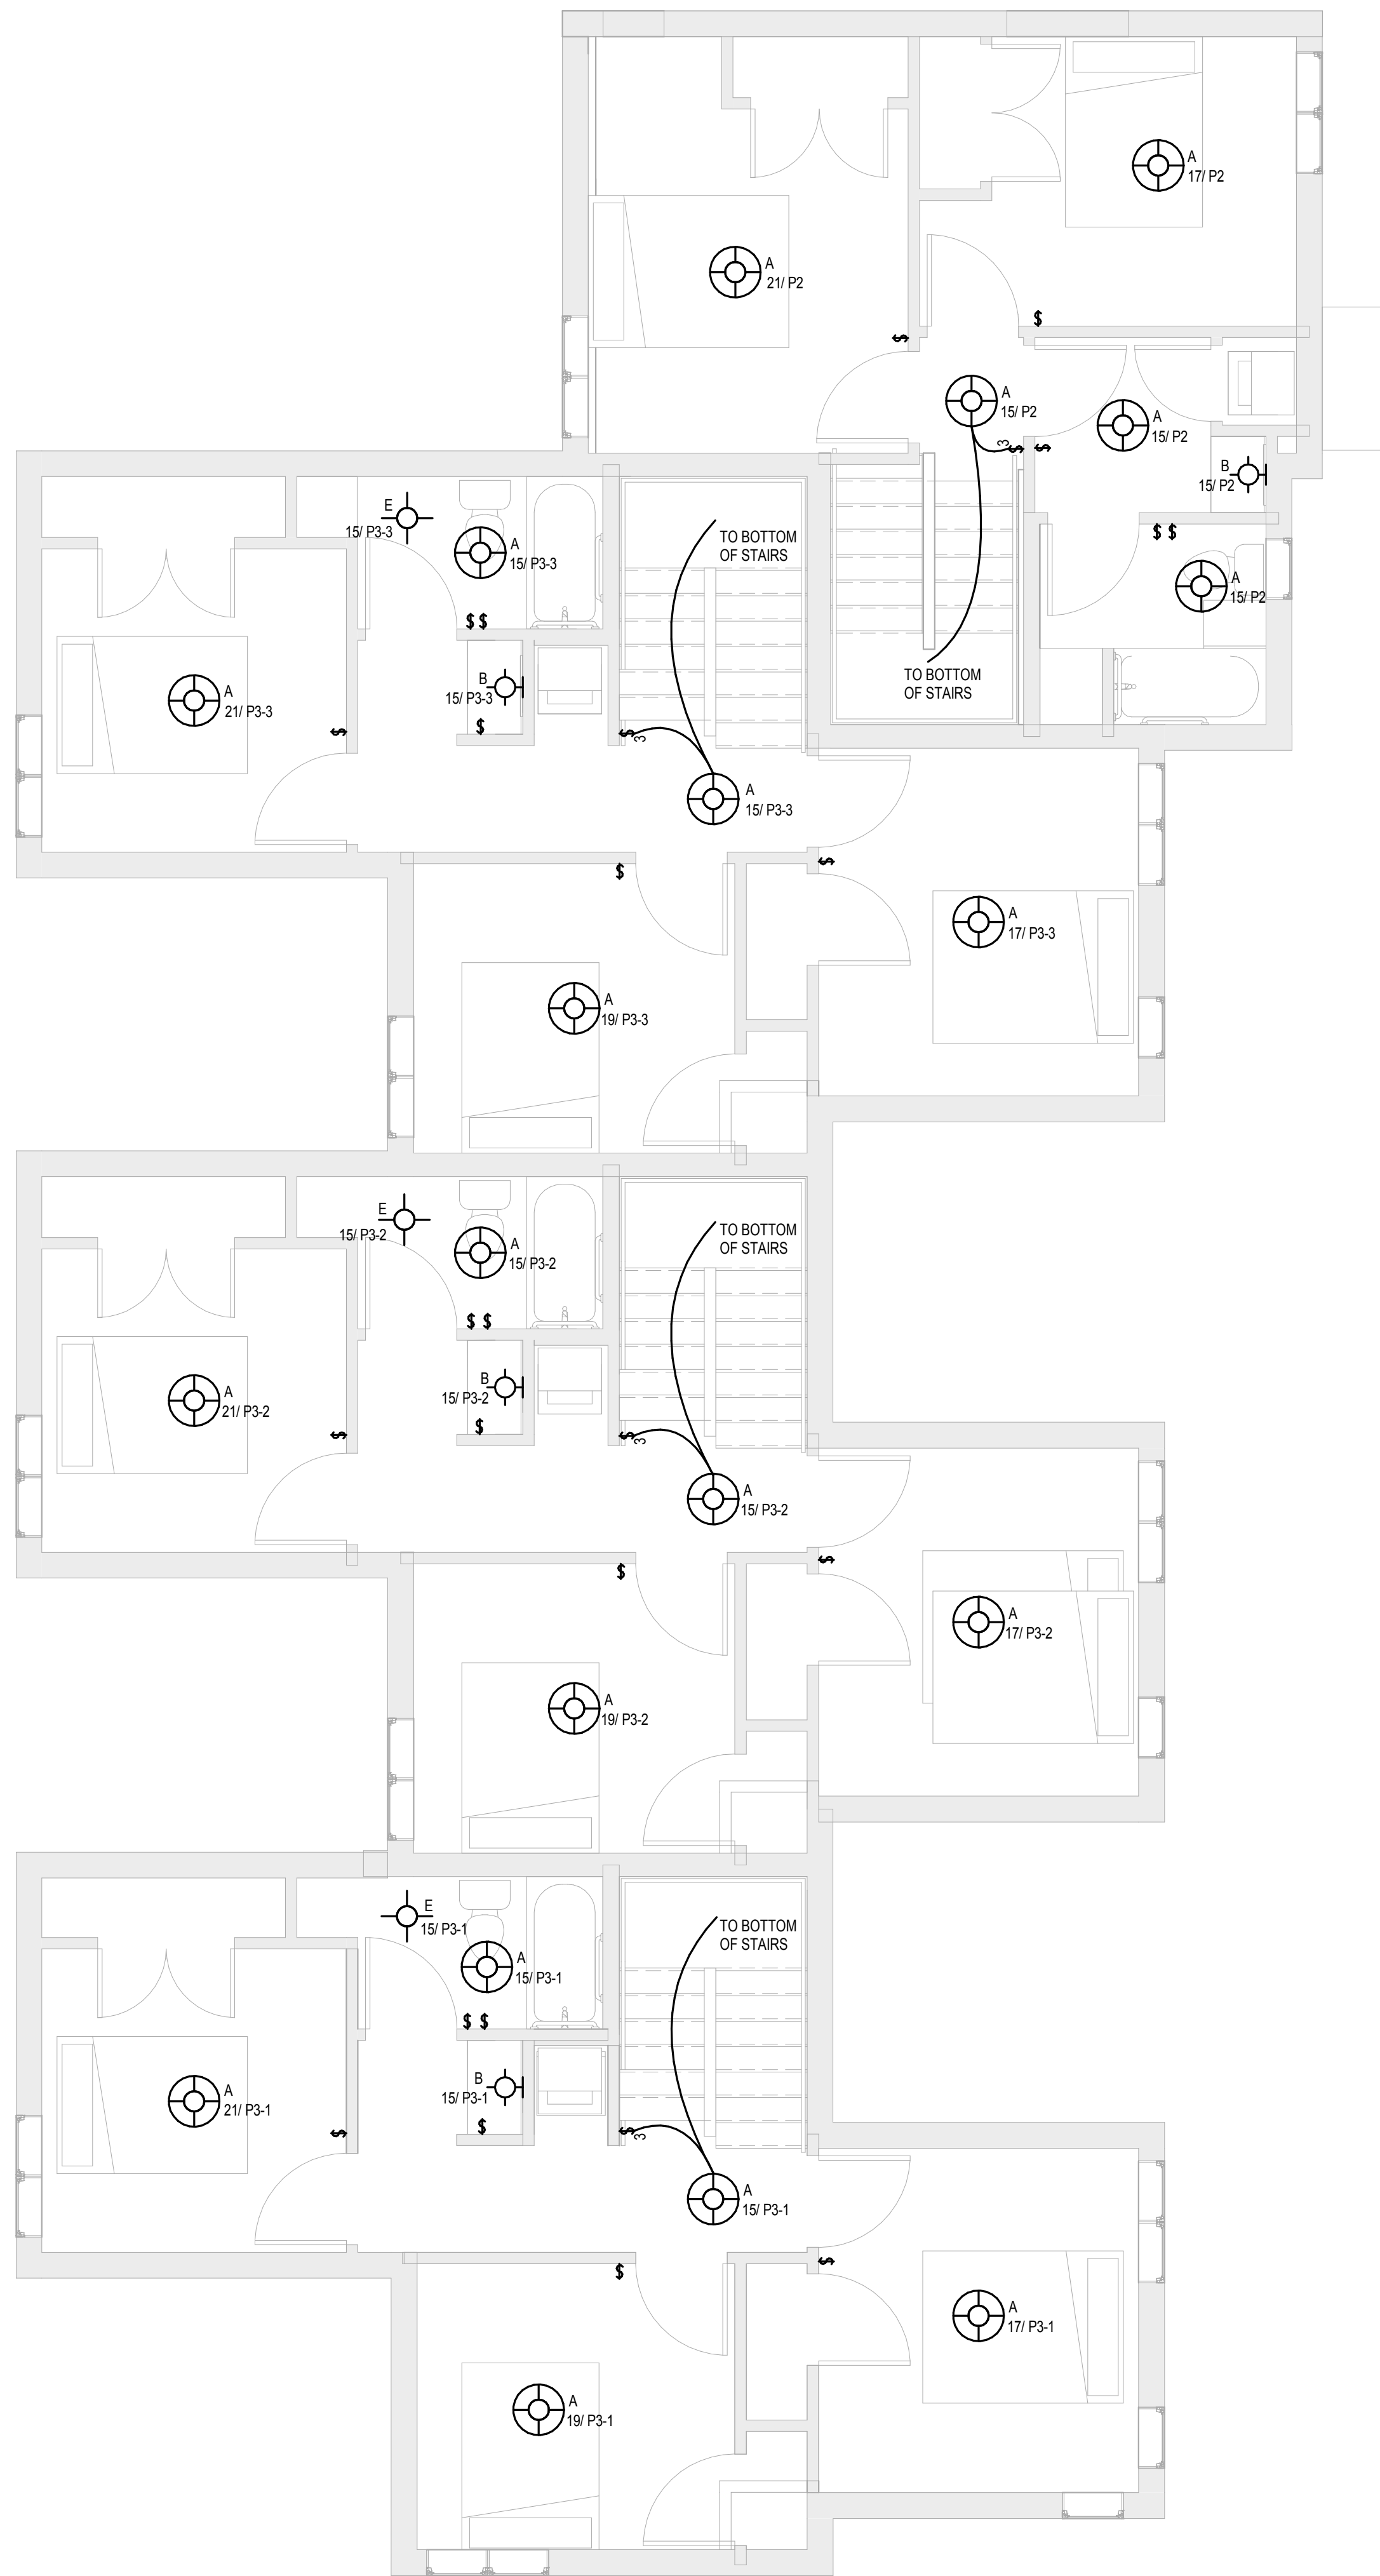 A
17/ P2
A
21/ P2
$
$
A
15/ P2
A
15/ P2
3
$
$
B
15/ P2
E
15/ P3-3
TO BOTTOM
OF STAIRS
$ $
A
15/ P3-3
A
15/ P2
$ $
TO BOTTOM
OF STAIRS
B
15/ P3-3
A
21/ P3-3
$
$
$
3
A
15/ P3-3
$
$
A
17/ P3-3
A
19/ P3-3
E
15/ P3-2
TO BOTTOM
OF STAIRS
A
15/ P3-2
$ $
B
15/ P3-2
A
21/ P3-2
$
$
$
3
A
15/ P3-2
$
$
A
17/ P3-2
A
19/ P3-2
E
15/ P3-1
TO BOTTOM
OF STAIRS
A
15/ P3-1
$ $
B
15/ P3-1
A
21/ P3-1
$
$
$
3
A
15/ P3-1
$
$
A
17/ P3-1
A
19/ P3-1